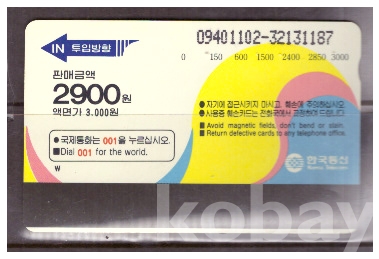 IN 투입방향
09401102-32131187
0 150 600 1500 2400 2850 3000
판매금액
2900원
액면가 3.000원
●자기에 접근시키지 마시고, 훼손에 주의하십시오.
●사용중 훼손카드는 전화국에서 교환하여 드립니다.
■Avoid magnetic fields, don't bend or stain.
■Return defective cards to any telephone office.
●국제통화는 001을 누르십시오.
■Dial 001 for the world.
₩
한국통신
Korea Telecom
kobay